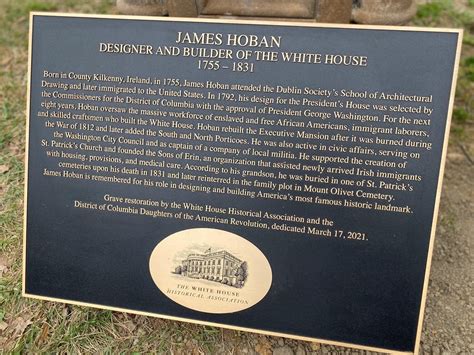 JAMES HOBAN
DESIGNER AND BUILDER OF THE WHITE HOUSE
1755 – 1831
Born in County Kilkenny, Ireland, in 1755, James Hoban attended the Dublin Society's School of Architectural
Drawing and later immigrated to the United States. In 1792, his design for the President's House was selected by
the Commissioners for the District of Columbia with the approval of President George Washington. For the next
eight years, Hoban oversaw the massive workforce of enslaved and free African Americans, immigrant laborers,
and skilled craftsmen who built the White House. Hoban rebuilt the Executive Mansion after it was burned during
the War of 1812 and later added the South and North Porticoes. He was also active in civic affairs, serving on
the Washington City Council and as captain of a company of local militia. He supported the creation of
St. Patrick's Church and founded the Sons of Erin, an organization that assisted newly arrived Irish immigrants
with housing, provisions, and medical care. According to his grandson, he was buried in one of St. Patrick's
cemeteries upon his death in 1831 and later reinterred in the family plot in Mount Olivet Cemetery.
James Hoban is remembered for his role in designing and building America's most famous historic landmark.
Grave restoration by the White House Historical Association and the
District of Columbia Daughters of the American Revolution, dedicated March 17, 2021.
THE WHITE HOUSE
HISTORICAL ASSOCIATION